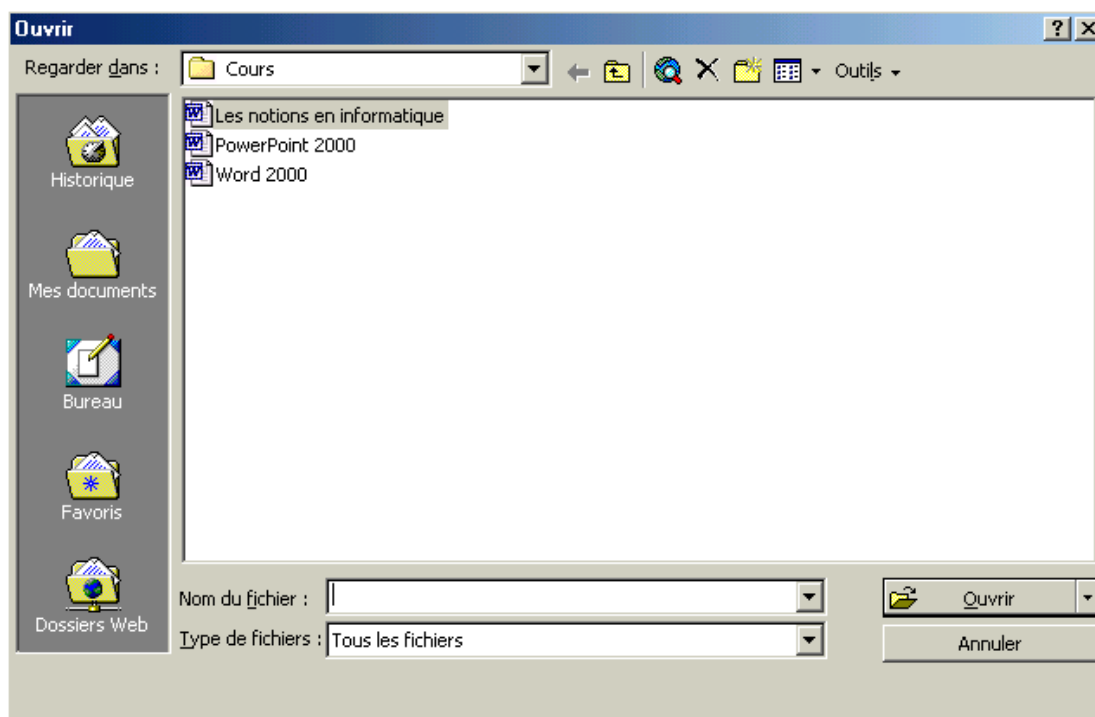 Ouvrir
Regarder dans :
Cours
Outils
Historique
Mes documents
Bureau
Favoris
Dossiers Web
Les notions en informatique
PowerPoint 2000
Word 2000
Nom du fichier :
Ouvrir
Type de fichiers : Tous les fichiers
Annuler